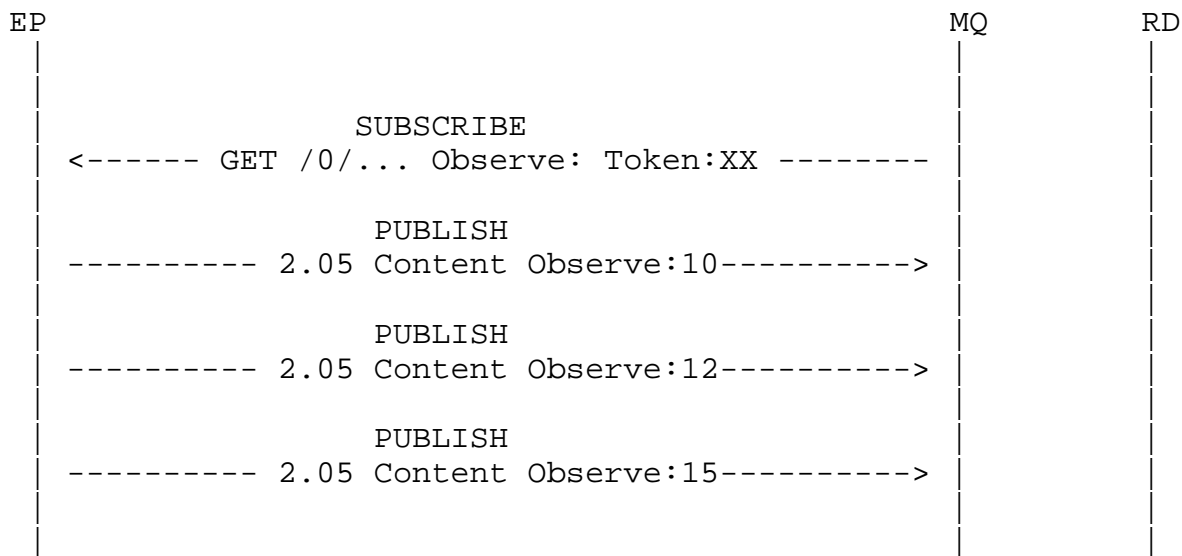 EP MQ RD
SUBSCRIBE
<------ GET /0/... Observe: Token:XX --------
PUBLISH
---------- 2.05 Content Observe:10---------->
PUBLISH
---------- 2.05 Content Observe:12---------->
PUBLISH
---------- 2.05 Content Observe:15---------->